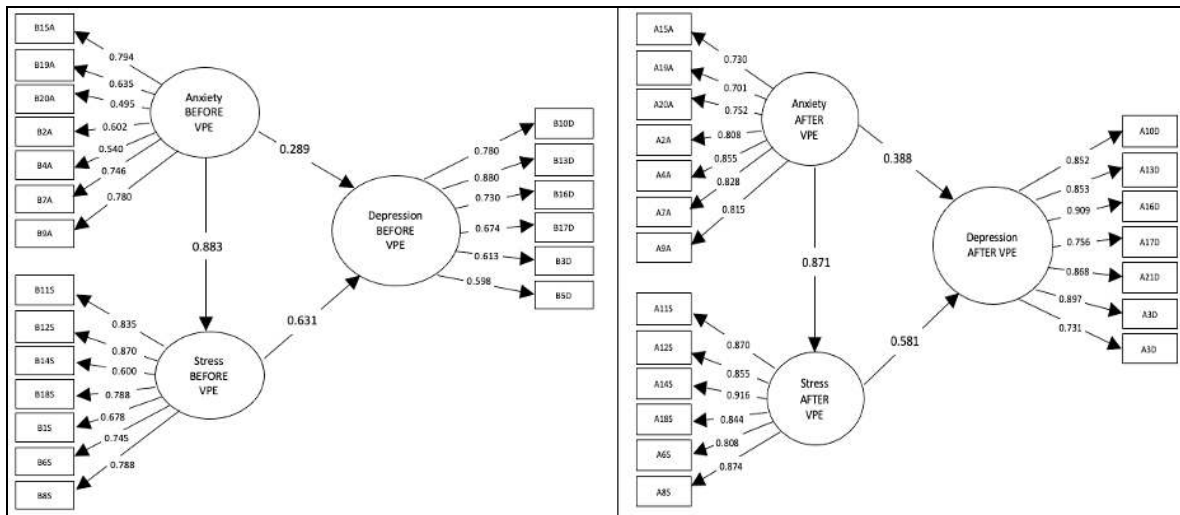 B15A
B19A
B20A
B2A
B4A
B7A
B9A
0.794
0.635
0.495
0.602
0.540
0.746
0.780
Anxiety
BEFORE
VPE
0.289
0.883
B11S
B12S
B14S
B18S
B1S
B6S
B8S
0.835
0.870
0.600
0.788
0.678
0.745
0.788
Stress
BEFORE
VPE
0.631
Depression
BEFORE
VPE
0.780
0.880
0.730
0.674
0.613
0.598
B10D
B13D
B16D
B17D
B3D
B5D
A15A
A19A
A20A
A2A
A4A
A7A
A9A
0.730
0.701
0.752
0.808
0.855
0.828
0.815
Anxiety
AFTER
VPE
0.388
0.871
A11S
A12S
A14S
A18S
A6S
A8S
0.870
0.855
0.916
0.844
0.808
0.874
Stress
AFTER
VPE
0.581
Depression
AFTER VPE
0.852
0.853
0.909
0.756
0.868
0.897
0.731
A10D
A13D
A16D
A17D
A21D
A3D
A3D